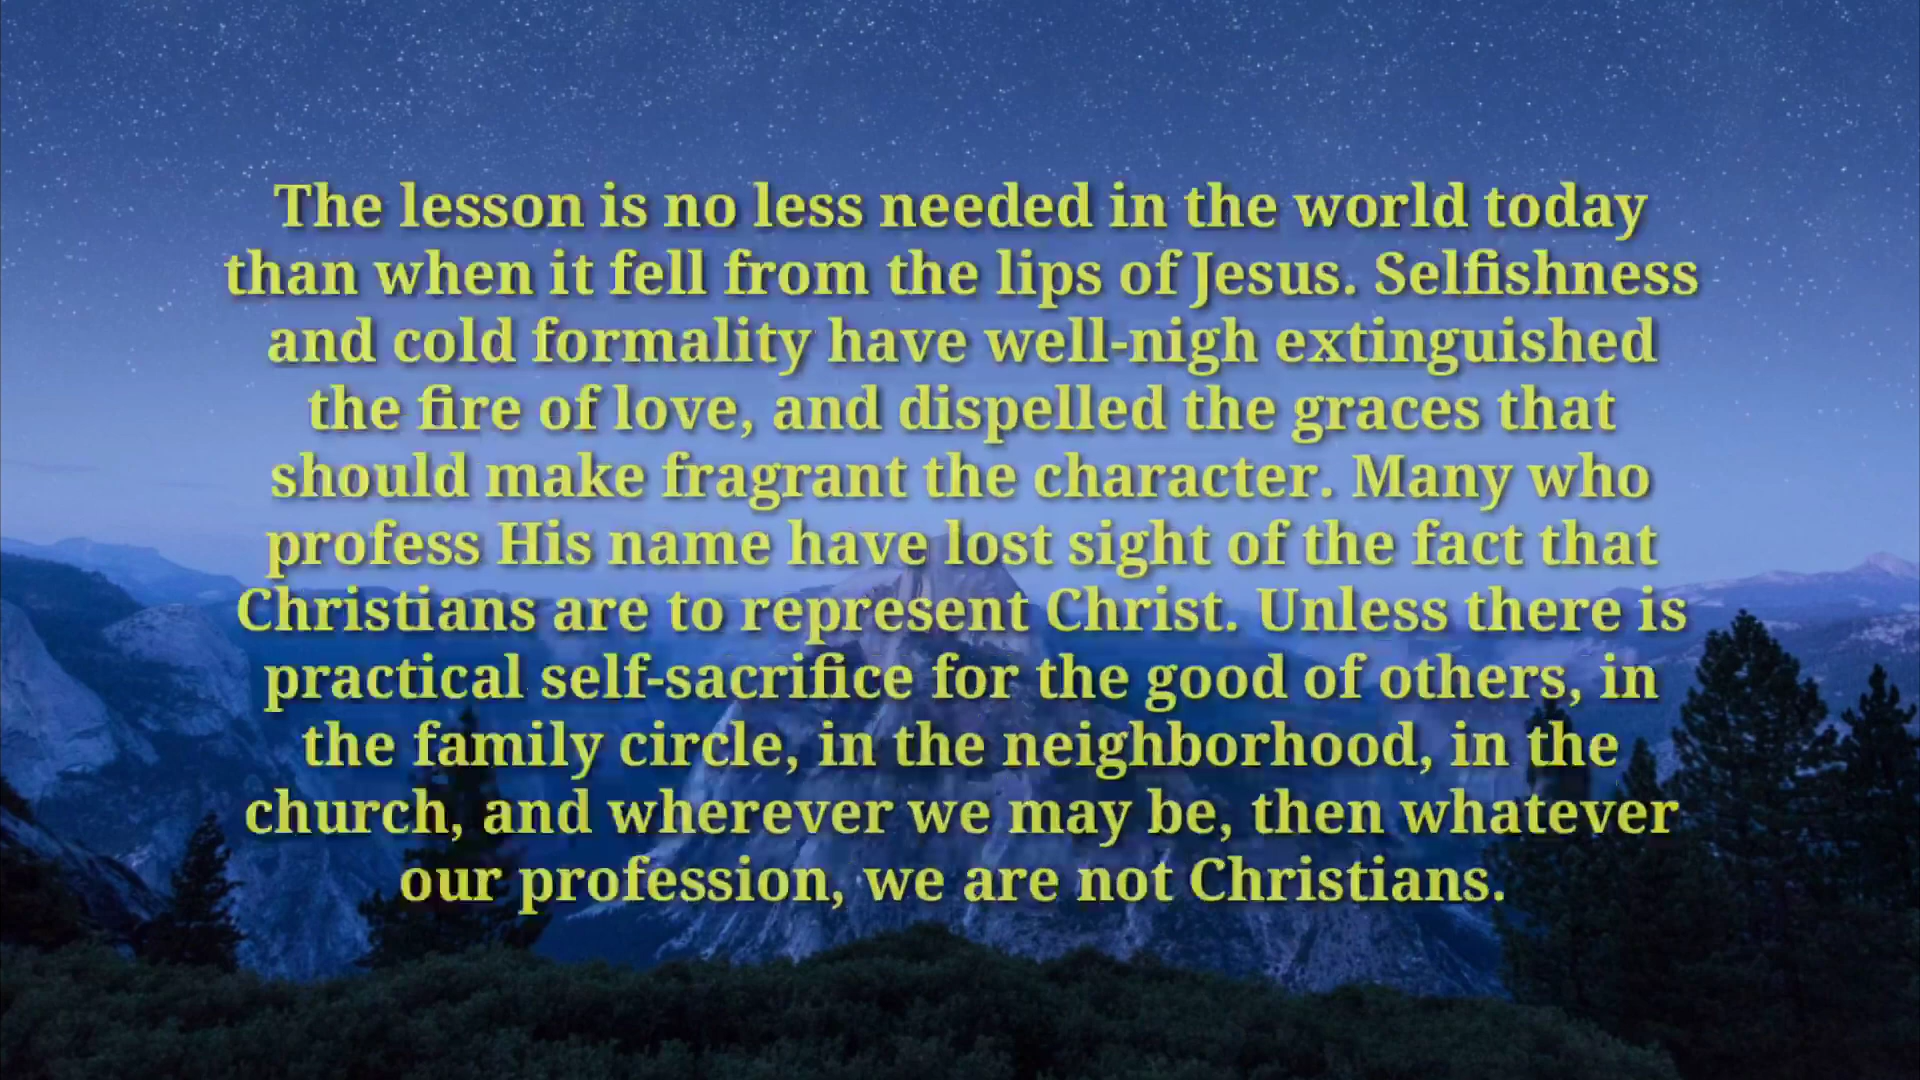 The lesson is no less needed in the world today
than when it fell from the lips of Jesus. Selfishness
and cold formality have well-nigh extinguished
the fire of love, and dispelled the graces that
should make fragrant the character. Many who
profess His name have lost sight of the fact that
Christians are to represent Christ. Unless there is
practical self-sacrifice for the good of others, in
the family circle, in the neighborhood, in the
church, and wherever we may be, then whatever
our profession, we are not Christians.